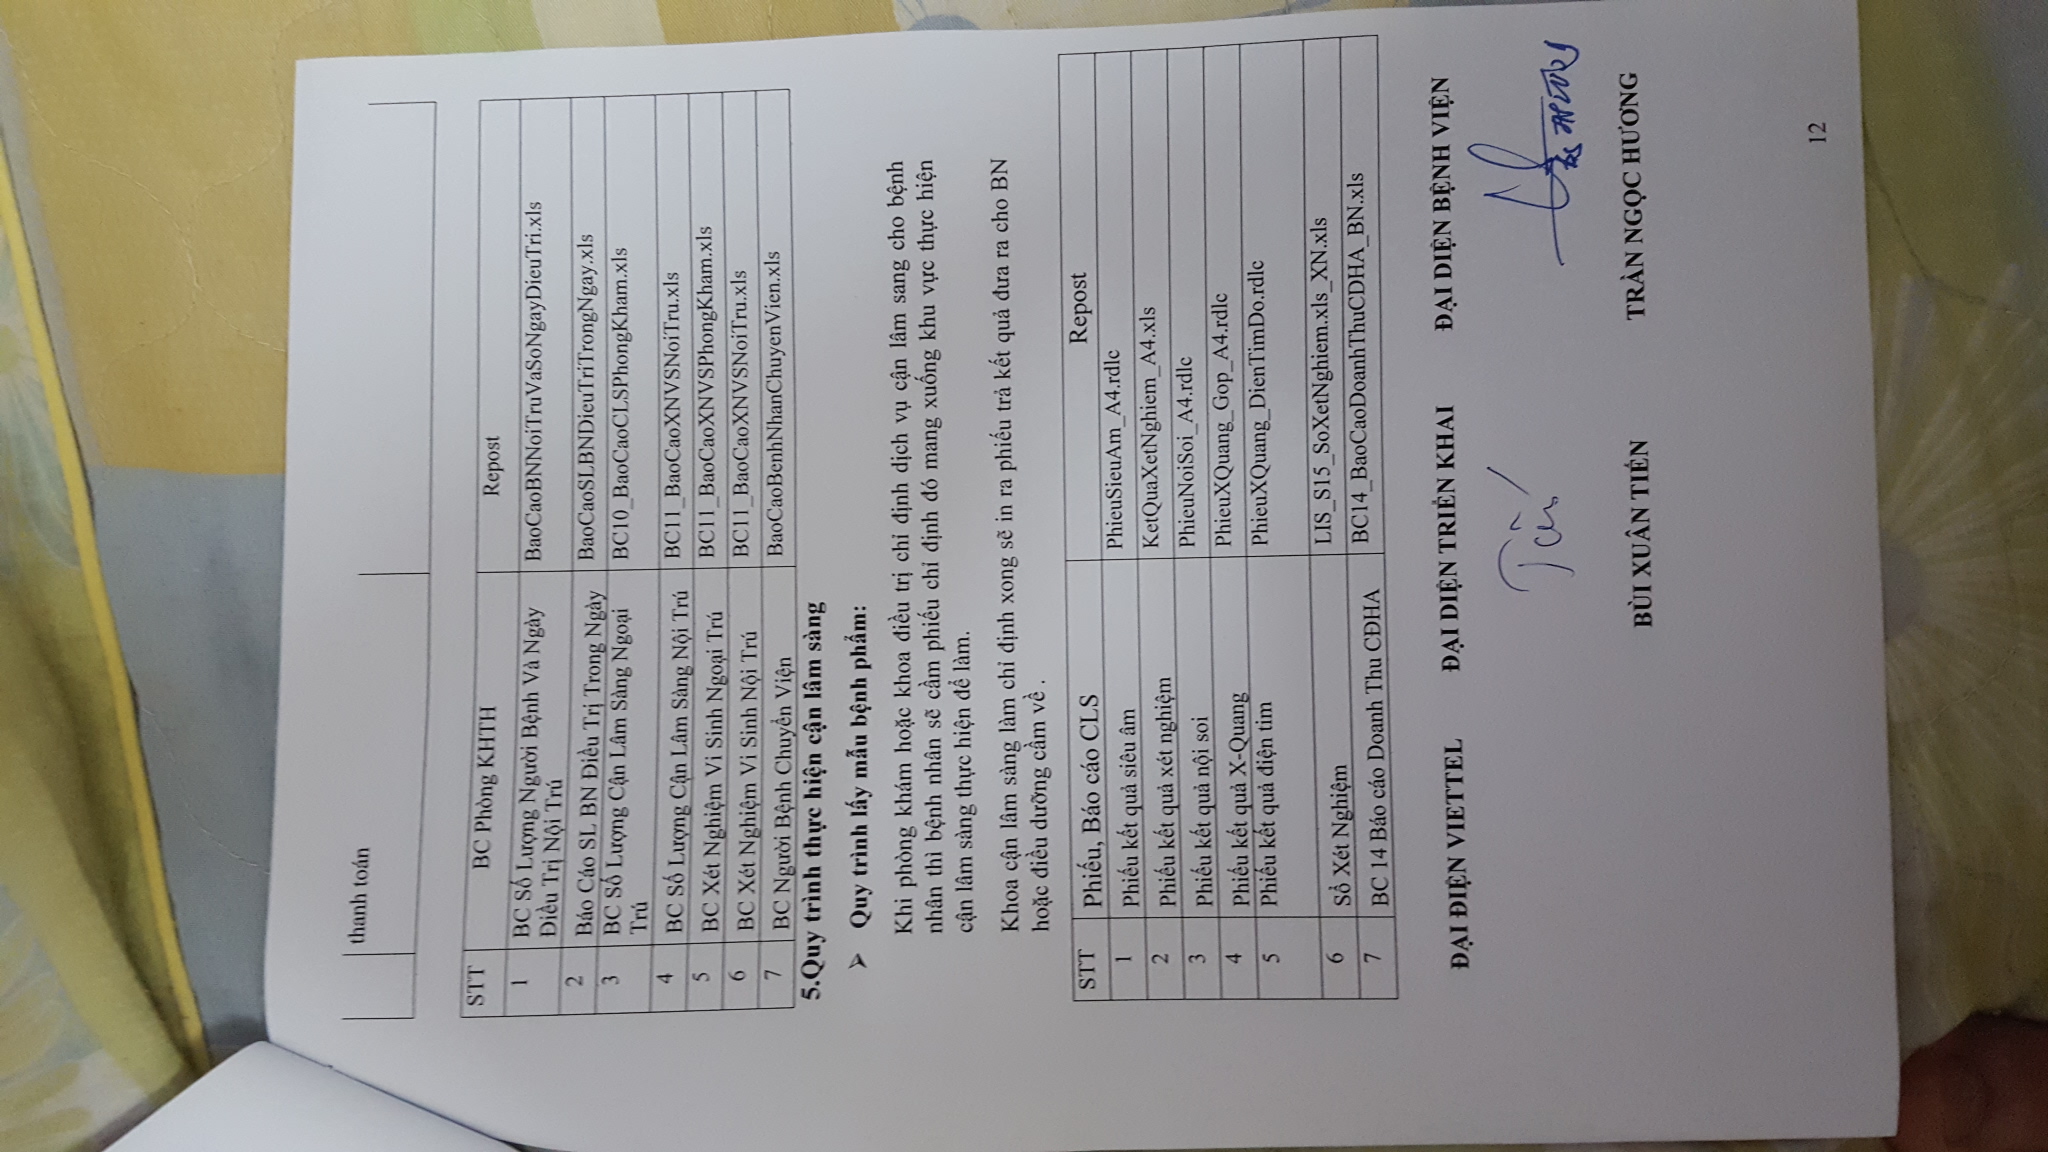 thanh toán
STT BC Phòng KHTH Repost
1 BC Số Lượng Người Bệnh Và Ngày BaoCaoBNNoiTruVaSoNgayDieuTri.xls
Điều Trị Nội Trú
2 Báo Cáo SL BN Điều Trị Trong Ngày BaoCaoSLBNDieuTriTrongNgay.xls
3 BC Số Lượng Cận Lâm Sàng Ngoại BC10_BaoCaoCLSPhongKham.xls
Trú
4 BC Số Lượng Cận Lâm Sàng Nội Trú BC11_BaoCaoXNVSNoiTru.xls
5 BC Xét Nghiệm Vi Sinh Ngoại Trú BC11_BaoCaoXNVSPhongKham.xls
6 BC Xét Nghiệm Vi Sinh Nội Trú BC11_BaoCaoXNVSNoiTru.xls
7 BC Người Bệnh Chuyển Viện BaoCaoBenhNhanChuyenVien.xls
5.Quy trình thực hiện cận lâm sàng
➢ Quy trình lấy mẫu bệnh phẩm:
Khi phòng khám hoặc khoa điều trị chỉ định dịch vụ cận lâm sang cho bệnh
nhân thì bệnh nhân sẽ cầm phiếu chỉ định đó mang xuống khu vực thực hiện
cận lâm sàng thực hiện để làm.
Khoa cận lâm sàng làm chỉ định xong sẽ in ra phiếu trả kết quả đưa ra cho BN
hoặc điều dưỡng cầm về .
STT Phiếu, Báo cáo CLS Repost
1 Phiếu kết quả siêu âm PhieuSieuAm_A4.rdlc
2 Phiếu kết quả xét nghiệm KetQuaXetNghiem_A4.xls
3 Phiếu kết quả nội soi PhieuNoiSoi_A4.rdlc
4 Phiếu kết quả X-Quang PhieuXQuang_Gop_A4.rdlc
5 Phiếu kết quả điện tim PhieuXQuang_DienTimDo.rdlc
6 Sổ Xét Nghiệm LIS_S15_SoXetNghiem.xls_XN.xls
7 BC 14 Báo cáo Doanh Thu CĐHA BC14_BaoCaoDoanhThuCDHA_BN.xls
ĐẠI ĐIỆN VIETTEL ĐẠI DIỆN TRIỂN KHAI ĐẠI DIỆN BỆNH VIỆN
BÙI XUÂN TIẾN TRẦN NGỌC HƯƠNG
12